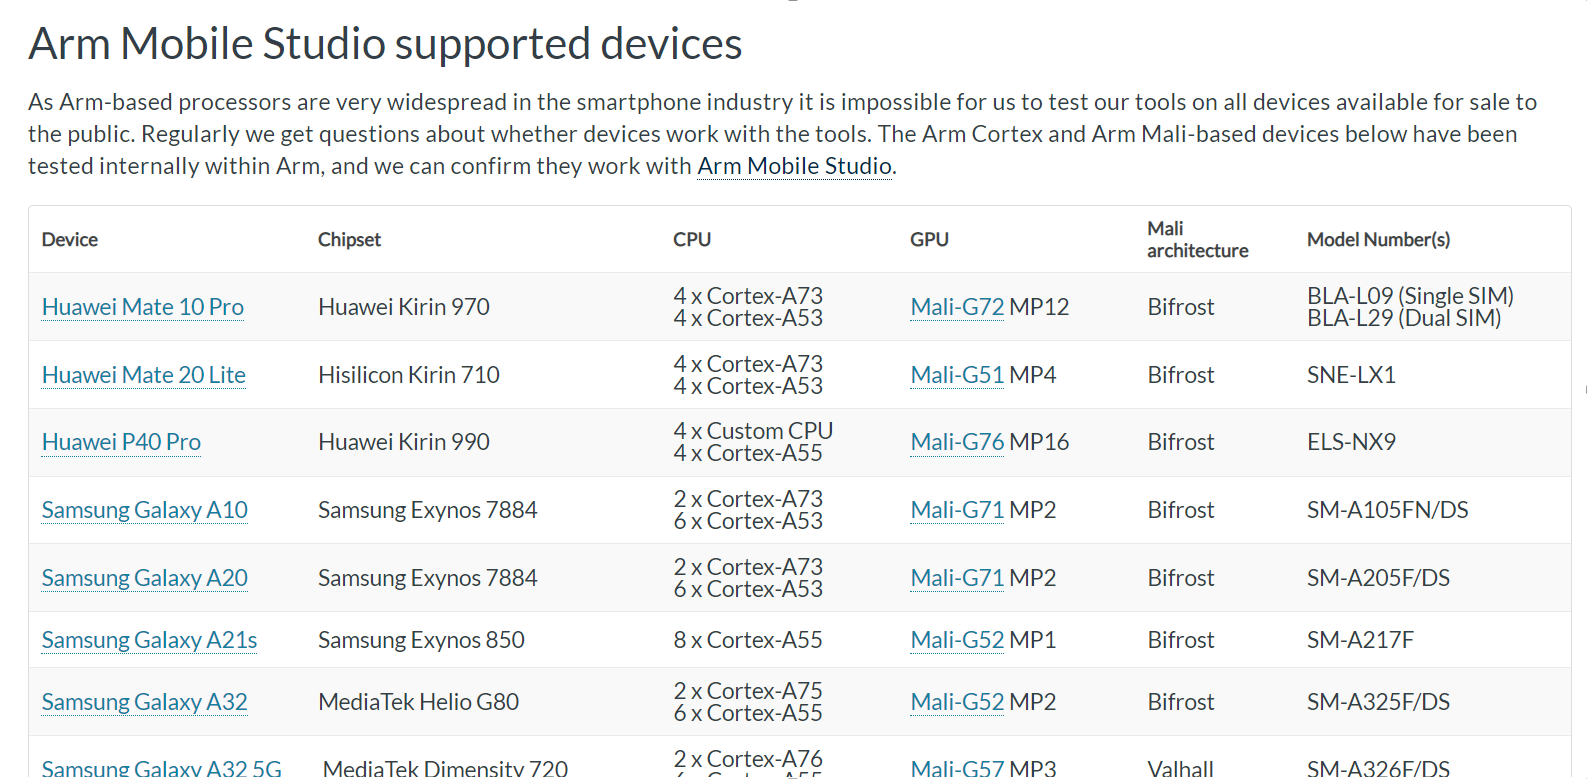 Arm Mobile Studio supported devices
As Arm-based processors are very widespread in the smartphone industry it is impossible for us to test our tools on all devices available for sale to
the public. Regularly we get questions about whether devices work with the tools. The Arm Cortex and Arm Mali-based devices below have been
tested internally within Arm, and we can confirm they work with Arm Mobile Studio.
Device Chipset CPU GPU Mali architecture Model Number(s)
Huawei Mate 10 Pro Huawei Kirin 970 4 x Cortex-A73 4 x Cortex-A53 Mali-G72 MP12 Bifrost BLA-L09 (Single SIM) BLA-L29 (Dual SIM)
Huawei Mate 20 Lite Hisilicon Kirin 710 4 x Cortex-A73 4 x Cortex-A53 Mali-G51 MP4 Bifrost SNE-LX1
Huawei P40 Pro Huawei Kirin 990 4 x Custom CPU 4 x Cortex-A55 Mali-G76 MP16 Bifrost ELS-NX9
Samsung Galaxy A10 Samsung Exynos 7884 2 x Cortex-A73 6 x Cortex-A53 Mali-G71 MP2 Bifrost SM-A105FN/DS
Samsung Galaxy A20 Samsung Exynos 7884 2 x Cortex-A73 6 x Cortex-A53 Mali-G71 MP2 Bifrost SM-A205F/DS
Samsung Galaxy A21s Samsung Exynos 850 8 x Cortex-A55 Mali-G52 MP1 Bifrost SM-A217F
Samsung Galaxy A32 MediaTek Helio G80 2 x Cortex-A75 6 x Cortex-A55 Mali-G52 MP2 Bifrost SM-A325F/DS
Samsung Galaxy A32 5G MediaTek Dimensity 720 2 x Cortex-A76 Mali-G57 MP3 Valhall SM-A326F/DS